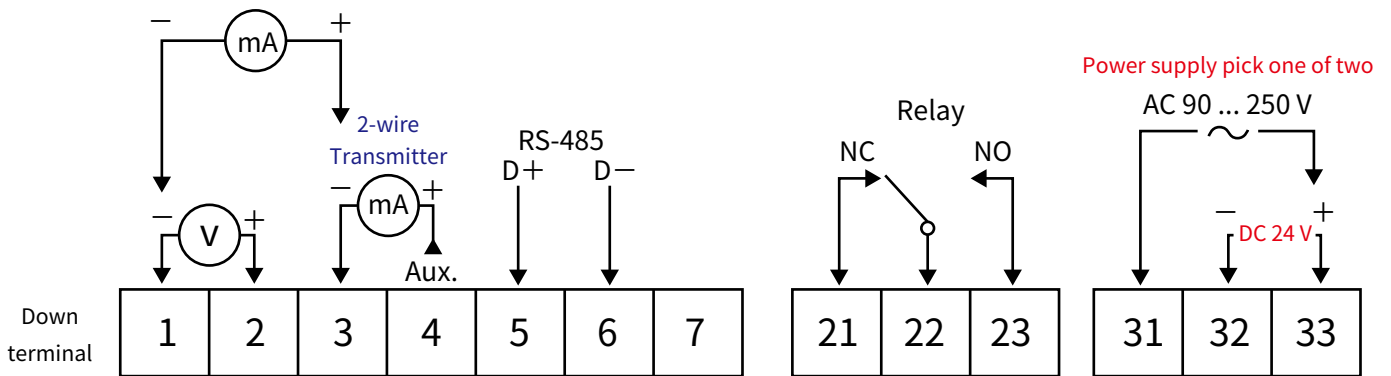 − mA +
2-wire
Transmitter
− mA +
Aux.
− V +
RS-485
D+ D−
Relay
NC NO
Power supply pick one of two
AC 90 ... 250 V
− +
DC 24 V
Down
terminal
1 2 3 4 5 6 7 21 22 23 31 32 33